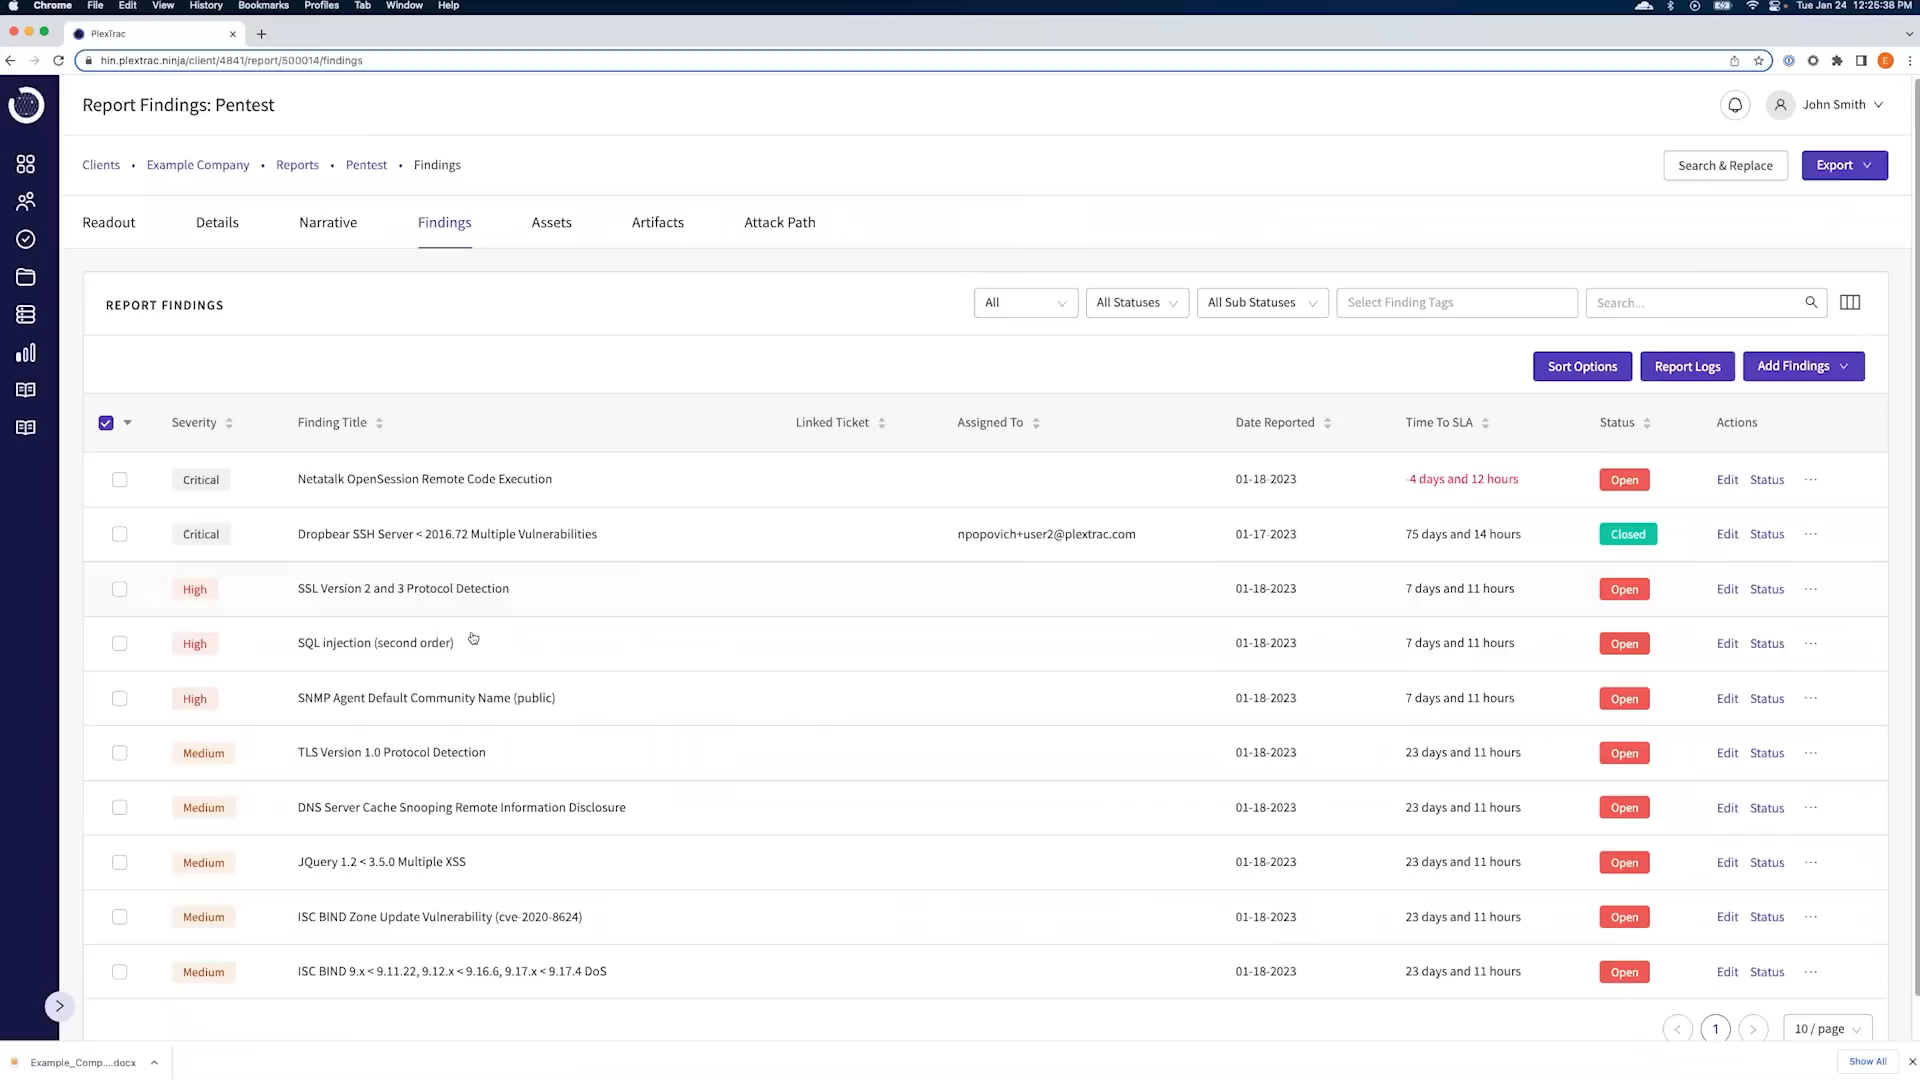 Chrome File Edit View History Bookmarks Profiles Tab Window Help
Tue Jan 24 12:25:38 PM
PlexTrac
hin.plextrac.ninja/client/4841/report/500014/findings
E
Report Findings: Pentest
John Smith
Clients • Example Company • Reports • Pentest • Findings
Search & Replace
Export
Readout Details Narrative Findings Assets Artifacts Attack Path
REPORT FINDINGS
All
All Statuses
All Sub Statuses
Select Finding Tags
Search...
Sort Options
Report Logs
Add Findings
Severity Finding Title Linked Ticket Assigned To Date Reported Time To SLA Status Actions
Critical Netatalk OpenSession Remote Code Execution 01-18-2023 -4 days and 12 hours Open Edit Status ...
Critical Dropbear SSH Server < 2016.72 Multiple Vulnerabilities npopovich+user2@plextrac.com 01-17-2023 75 days and 14 hours Closed Edit Status ...
High SSL Version 2 and 3 Protocol Detection 01-18-2023 7 days and 11 hours Open Edit Status ...
High SQL injection (second order) 01-18-2023 7 days and 11 hours Open Edit Status ...
High SNMP Agent Default Community Name (public) 01-18-2023 7 days and 11 hours Open Edit Status ...
Medium TLS Version 1.0 Protocol Detection 01-18-2023 23 days and 11 hours Open Edit Status ...
Medium DNS Server Cache Snooping Remote Information Disclosure 01-18-2023 23 days and 11 hours Open Edit Status ...
Medium JQuery 1.2 < 3.5.0 Multiple XSS 01-18-2023 23 days and 11 hours Open Edit Status ...
Medium ISC BIND Zone Update Vulnerability (cve-2020-8624) 01-18-2023 23 days and 11 hours Open Edit Status ...
Medium ISC BIND 9.x < 9.11.22, 9.12.x < 9.16.6, 9.17.x < 9.17.4 DoS 01-18-2023 23 days and 11 hours Open Edit Status ...
1
10 / page
Example_Comp....docx
Show All